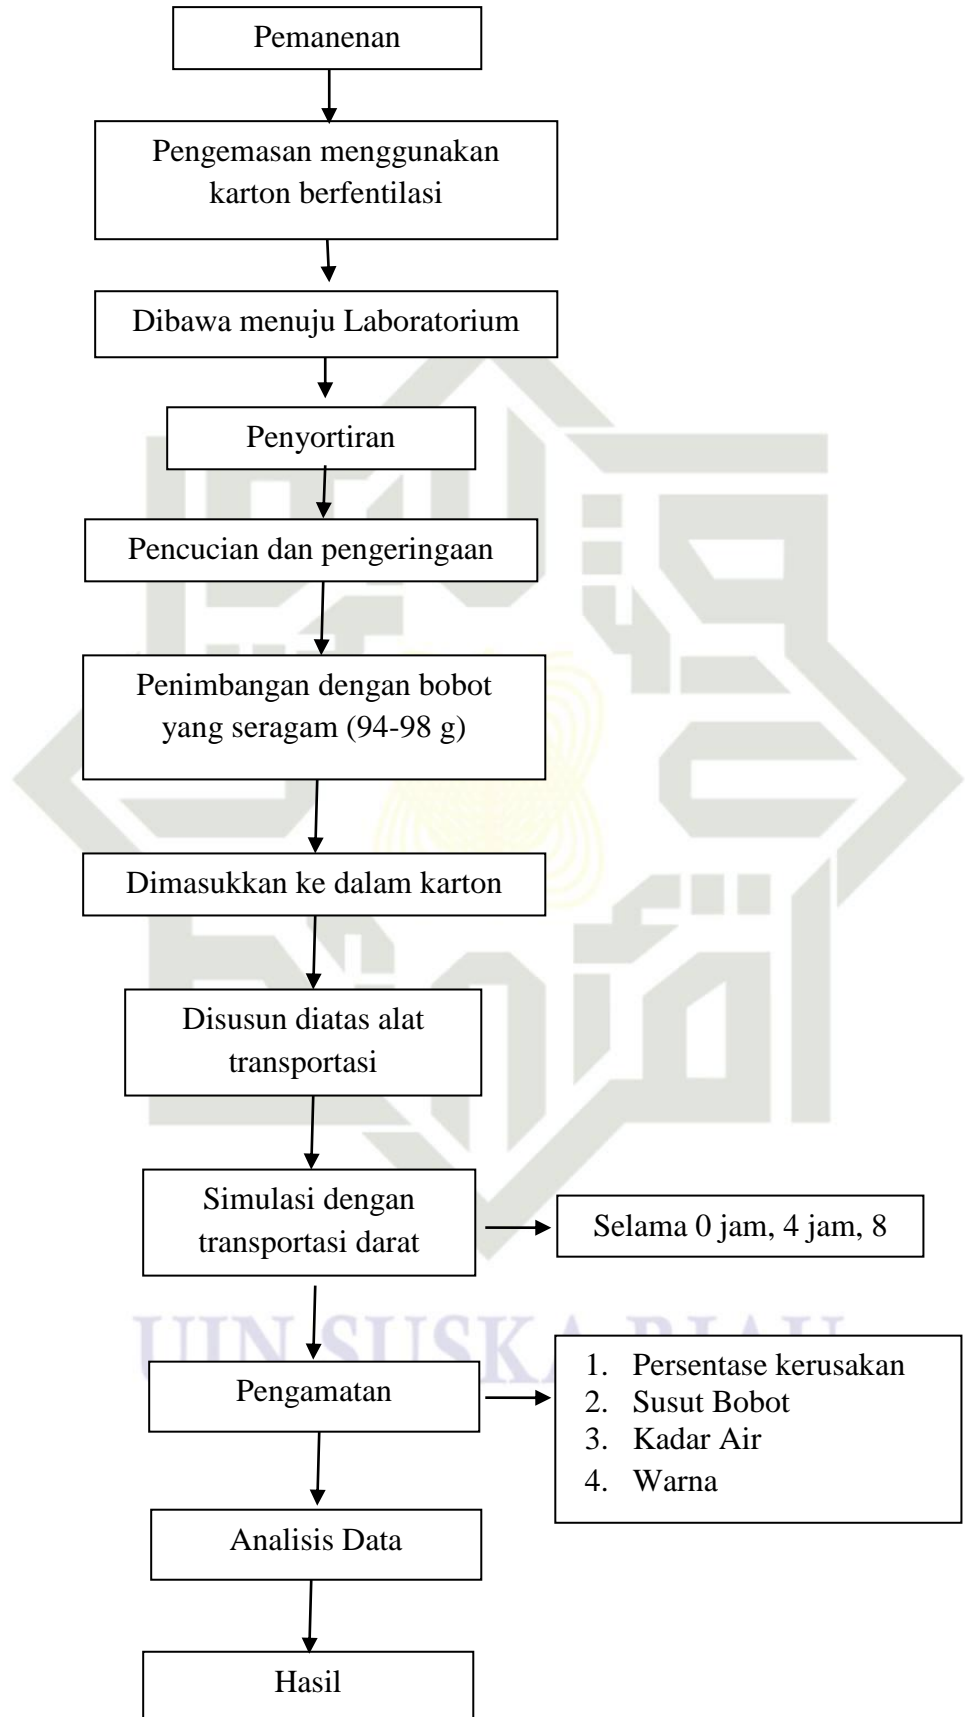 Pemanenan
Pengemasan menggunakan
karton berfentilasi
Dibawa menuju Laboratorium
Penyortiran
Pencucian dan pengeringaan
Penimbangan dengan bobot
yang seragam (94-98 g)
Dimasukkan ke dalam karton
Disusun diatas alat
transportasi
Simulasi dengan
transportasi darat
Selama 0 jam, 4 jam, 8
UIN SUSKA RIAU
Pengamatan
1. Persentase kerusakan
2. Susut Bobot
3. Kadar Air
4. Warna
Analisis Data
Hasil